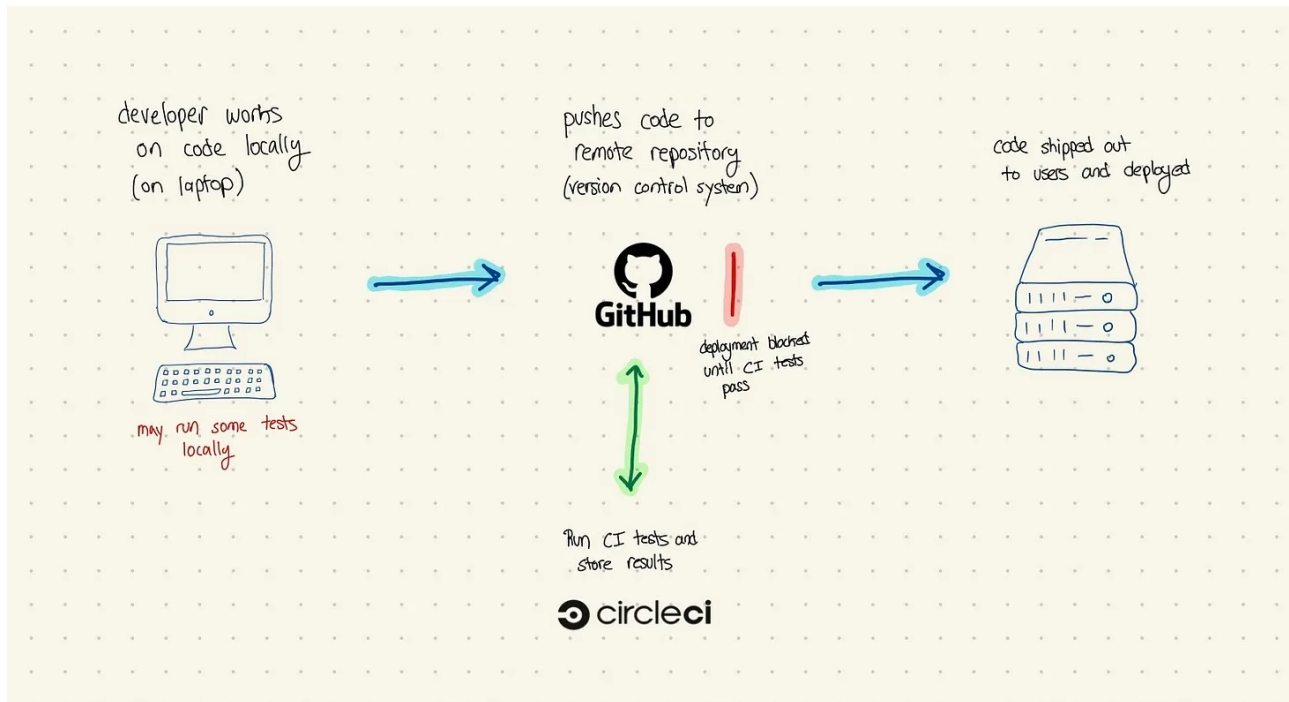 developer works
on code locally
(on laptop)
may run some tests
locally
pushes code to
remote repository
(version control system)
GitHub
deployment blocked
until CI tests
pass
Run CI tests and
store results
circleci
code shipped out
to users and deployed